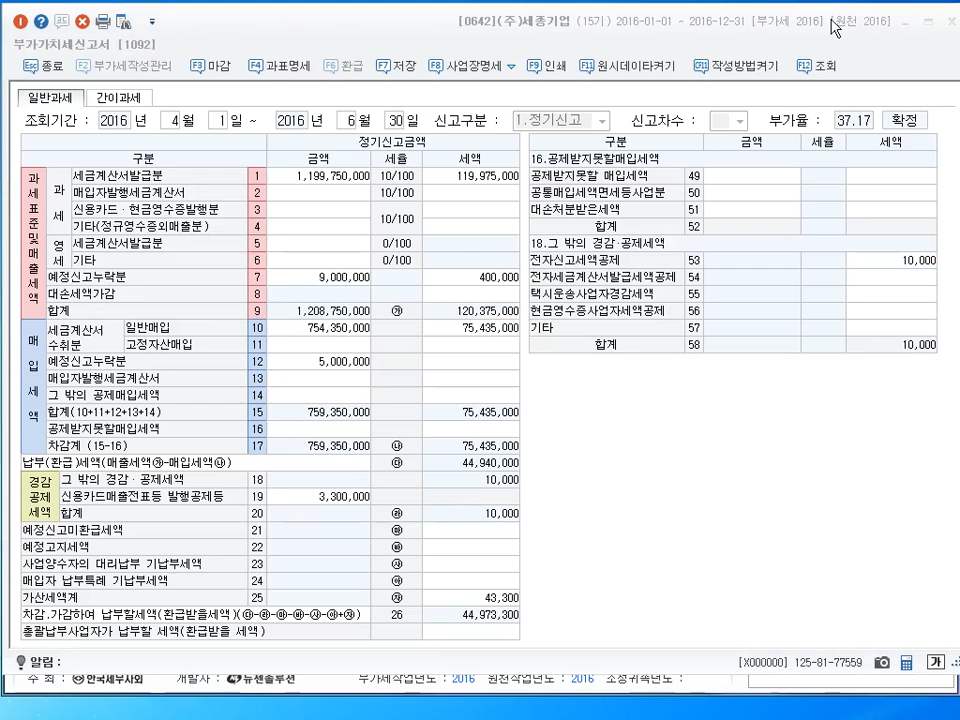 [0642](주)세종기업 (15기) 2016-01-01 ~ 2016-12-31 [부가세 2016] [원천 2016]
부가가치세신고서 [1092]
Esc 종료 F2 부가세작성관리 F3 마감 F4 과표명세 F6 환급 F7 저장 F8 사업장명세 F9 인쇄 F11 원시데이타켜기 CF11 작성방법켜기 F12 조회
일반과세 간이과세
조회기간 : 2016 년 4 월 1 일 ~ 2016 년 6 월 30 일 신고구분 : 1.정기신고 신고차수 : 부가율 : 37.17 확정
정기신고금액
구분 금액 세율 세액
과세표준및매출세액
과세
세금계산서발급분 1 1,199,750,000 10/100 119,975,000
매입자발행세금계산서 2 10/100
신용카드·현금영수증발행분 3 10/100
기타(정규영수증외매출분) 4
영세
세금계산서발급분 5 0/100
기타 6 0/100
예정신고누락분 7 9,000,000 400,000
대손세액가감 8
합계 9 1,208,750,000 ㉮ 120,375,000
매입세액
세금계산서 수취분
일반매입 10 754,350,000 75,435,000
고정자산매입 11
예정신고누락분 12 5,000,000
매입자발행세금계산서 13
그 밖의 공제매입세액 14
합계(10+11+12+13+14) 15 759,350,000 75,435,000
공제받지못할매입세액 16
차감계 (15-16) 17 759,350,000 ㉯ 75,435,000
납부(환급)세액(매출세액㉮-매입세액㉯) ㉰ 44,940,000
경감공제세액
그 밖의 경감·공제세액 18 10,000
신용카드매출전표등 발행공제등 19 3,300,000
합계 20 ㉱ 10,000
예정신고미환급세액 21 ㉲
예정고지세액 22 ㉳
사업양수자의 대리납부 기납부세액 23 ㉴
매입자 납부특례 기납부세액 24 ㉵
가산세액계 25 ㉶ 43,300
차감.가감하여 납부할세액(환급받을세액)(㉰-㉱-㉲-㉳-㉴-㉵+㉶) 26 44,973,300
총괄납부사업자가 납부할 세액(환급받을 세액)
구분 금액 세율 세액
16.공제받지못할매입세액
공제받지못할 매입세액 49
공통매입세액면세등사업분 50
대손처분받은세액 51
합계 52
18.그 밖의 경감·공제세액
전자신고세액공제 53 10,000
전자세금계산서발급세액공제 54
택시운송사업자경감세액 55
현금영수증사업자세액공제 56
기타 57
합계 58 10,000
알림 : [X000000] 125-81-77559 가
주 최 : 한국세무사회 개발자 : 뉴젠솔루션 부가세작업년도 : 2016 원천작업년도 : 2016 소정귀속년도 :